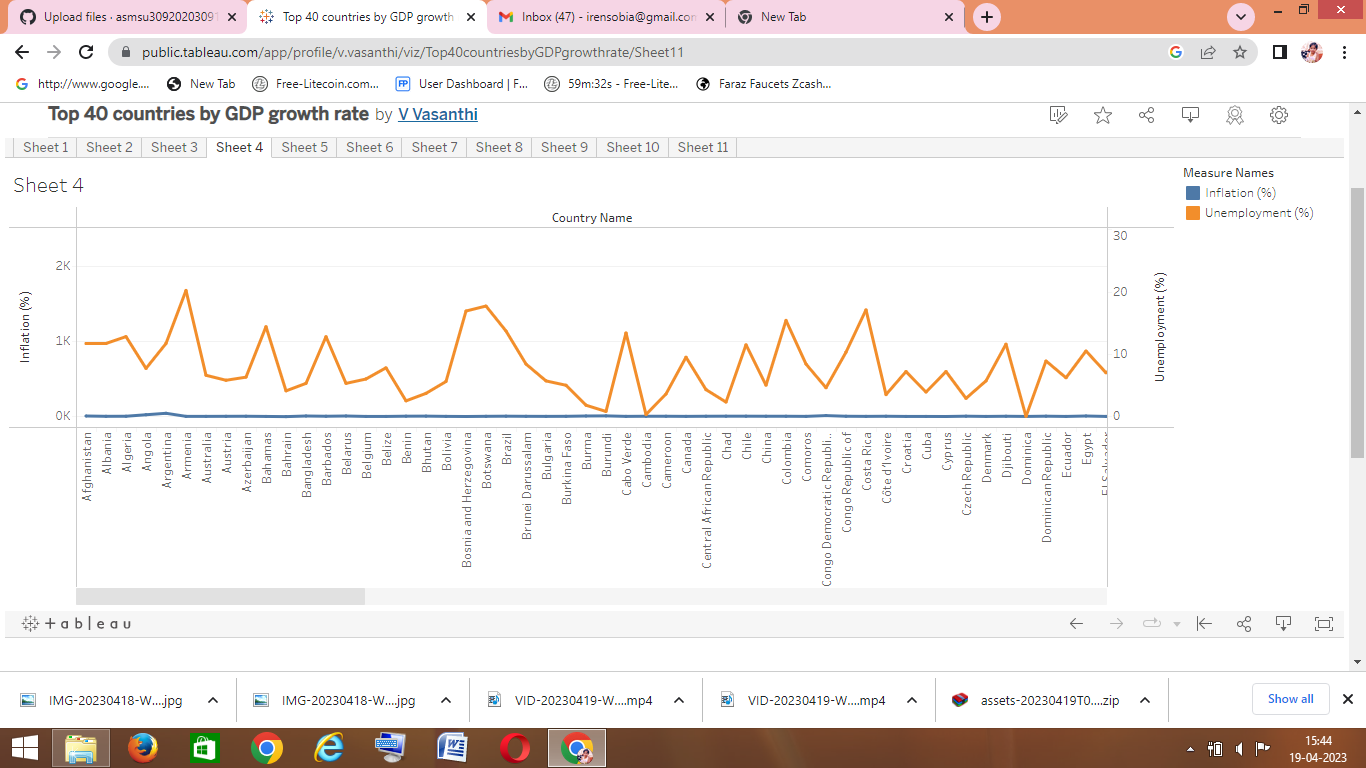 Upload files · asmsu30920203091
Top 40 countries by GDP growth
Inbox (47) - irensobia@gmail.con
New Tab
public.tableau.com/app/profile/v.vasanthi/viz/Top40countriesbyGDPgrowthrate/Sheet11
http://www.google....
New Tab
Free-Litecoin.com...
User Dashboard | F...
59m:32s - Free-Lite...
Faraz Faucets Zcash...
Top 40 countries by GDP growth rate by V Vasanthi
Sheet 1 Sheet 2 Sheet 3 Sheet 4 Sheet 5 Sheet 6 Sheet 7 Sheet 8 Sheet 9 Sheet 10 Sheet 11
Sheet 4
Measure Names
Inflation (%)
Unemployment (%)
Country Name
Inflation (%)
2K
1K
0K
30
20
10
0
Unemployment (%)
Afghanistan
Albania
Algeria
Angola
Argentina
Armenia
Australia
Austria
Azerbaijan
Bahamas
Bahrain
Bangladesh
Barbados
Belarus
Belgium
Belize
Benin
Bhutan
Bolivia
Bosnia and Herzegovina
Botswana
Brazil
Brunei Darussalam
Bulgaria
Burkina Faso
Burma
Burundi
Cabo Verde
Cambodia
Cameroon
Canada
Central African Republic
Chad
Chile
China
Colombia
Comoros
Congo Democratic Republi..
Congo Republic of
Costa Rica
Côte d'Ivoire
Croatia
Cuba
Cyprus
Czech Republic
Denmark
Djibouti
Dominica
Dominican Republic
Ecuador
Egypt
El Salvador
+ a b | e a u
IMG-20230418-W....jpg
IMG-20230418-W....jpg
VID-20230419-W....mp4
VID-20230419-W....mp4
assets-20230419T0....zip
Show all
15:44
19-04-2023